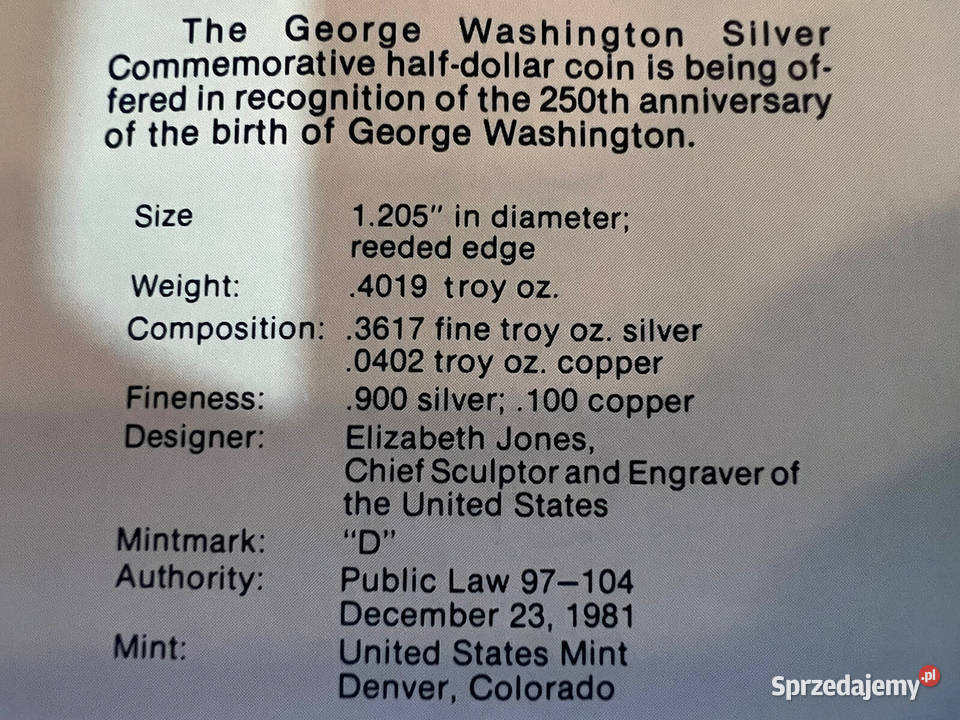 The George Washington Silver
Commemorative half-dollar coin is being of-
fered in recognition of the 250th anniversary
of the birth of George Washington.
Size 1.205" in diameter;
reeded edge
Weight: .4019 troy oz.
Composition: .3617 fine troy oz. silver
.0402 troy oz. copper
Fineness: .900 silver; .100 copper
Designer: Elizabeth Jones,
Chief Sculptor and Engraver of
the United States
Mintmark: “D”
Authority: Public Law 97–104
December 23, 1981
Mint: United States Mint
Denver, Colorado
Sprzedajemy.pl